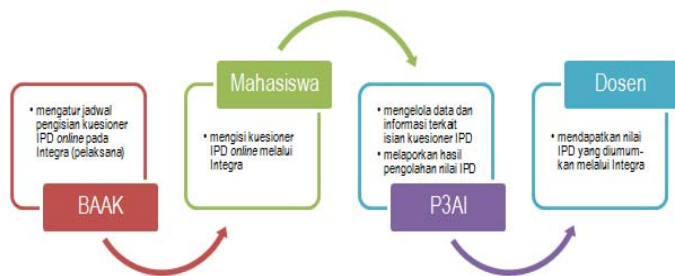 • mengatur jadwal
pengisian kuesioner
IPD online pada
Integra (pelaksana)
BAAK
Mahasiswa
• mengisi kuesioner
IPD online melalui
Integra
• mengelola data dan
informasi terkait
isian kuesioner IPD
• melaporkan hasil
pengolahan nilai IPD
P3AI
Dosen
• mendapatkan nilai
IPD yang diumum-
kan melalui Integra